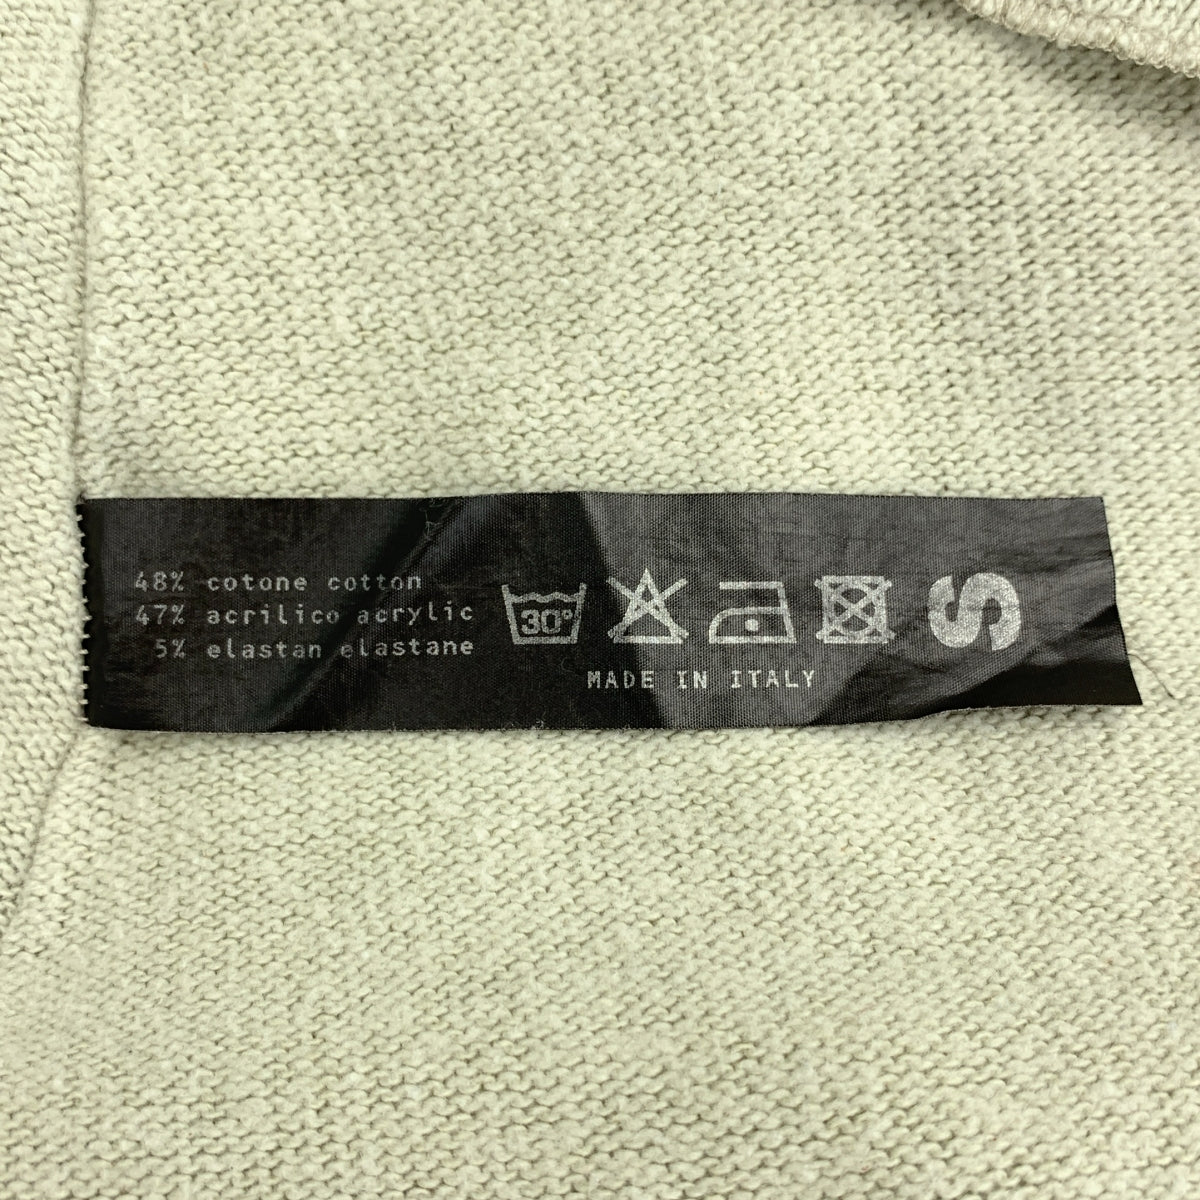 48% cotone cotton
47% acrilico acrylic
5% elastan elastane
30°
MADE IN ITALY
S